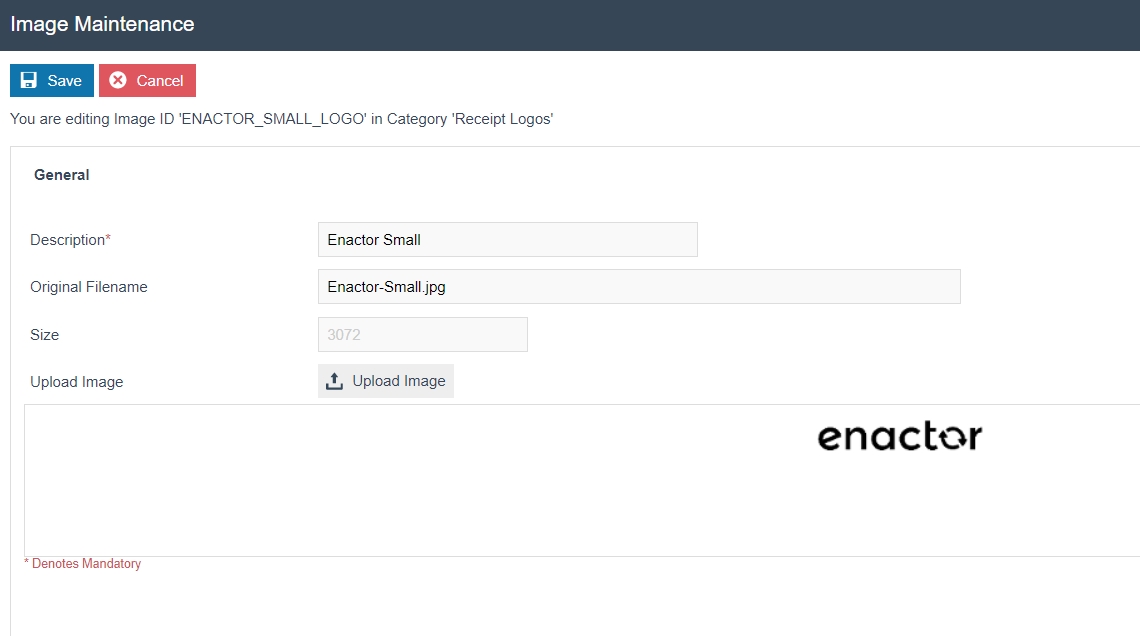 Image Maintenance
Save Cancel
You are editing Image ID 'ENACTOR_SMALL_LOGO' in Category 'Receipt Logos'
General
Description* Enactor Small
Original Filename Enactor-Small.jpg
Size 3072
Upload Image Upload Image
enactor
* Denotes Mandatory